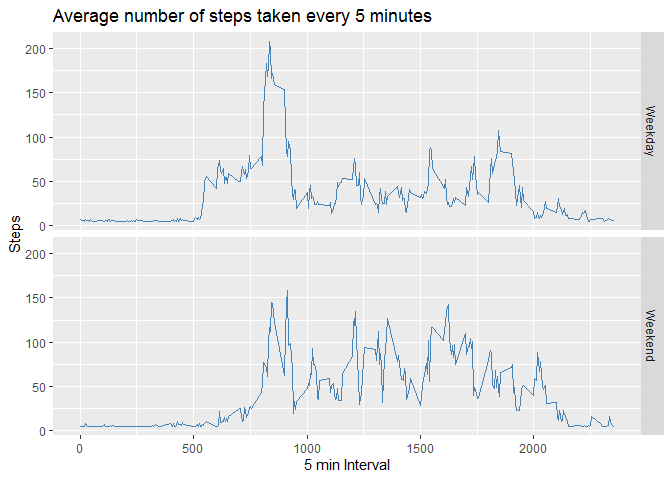 Average number of steps taken every 5 minutes
200
150
100
50
0
Weekday
Steps
200
150
100
50
0
Weekend
0 500 1000 1500 2000
5 min Interval